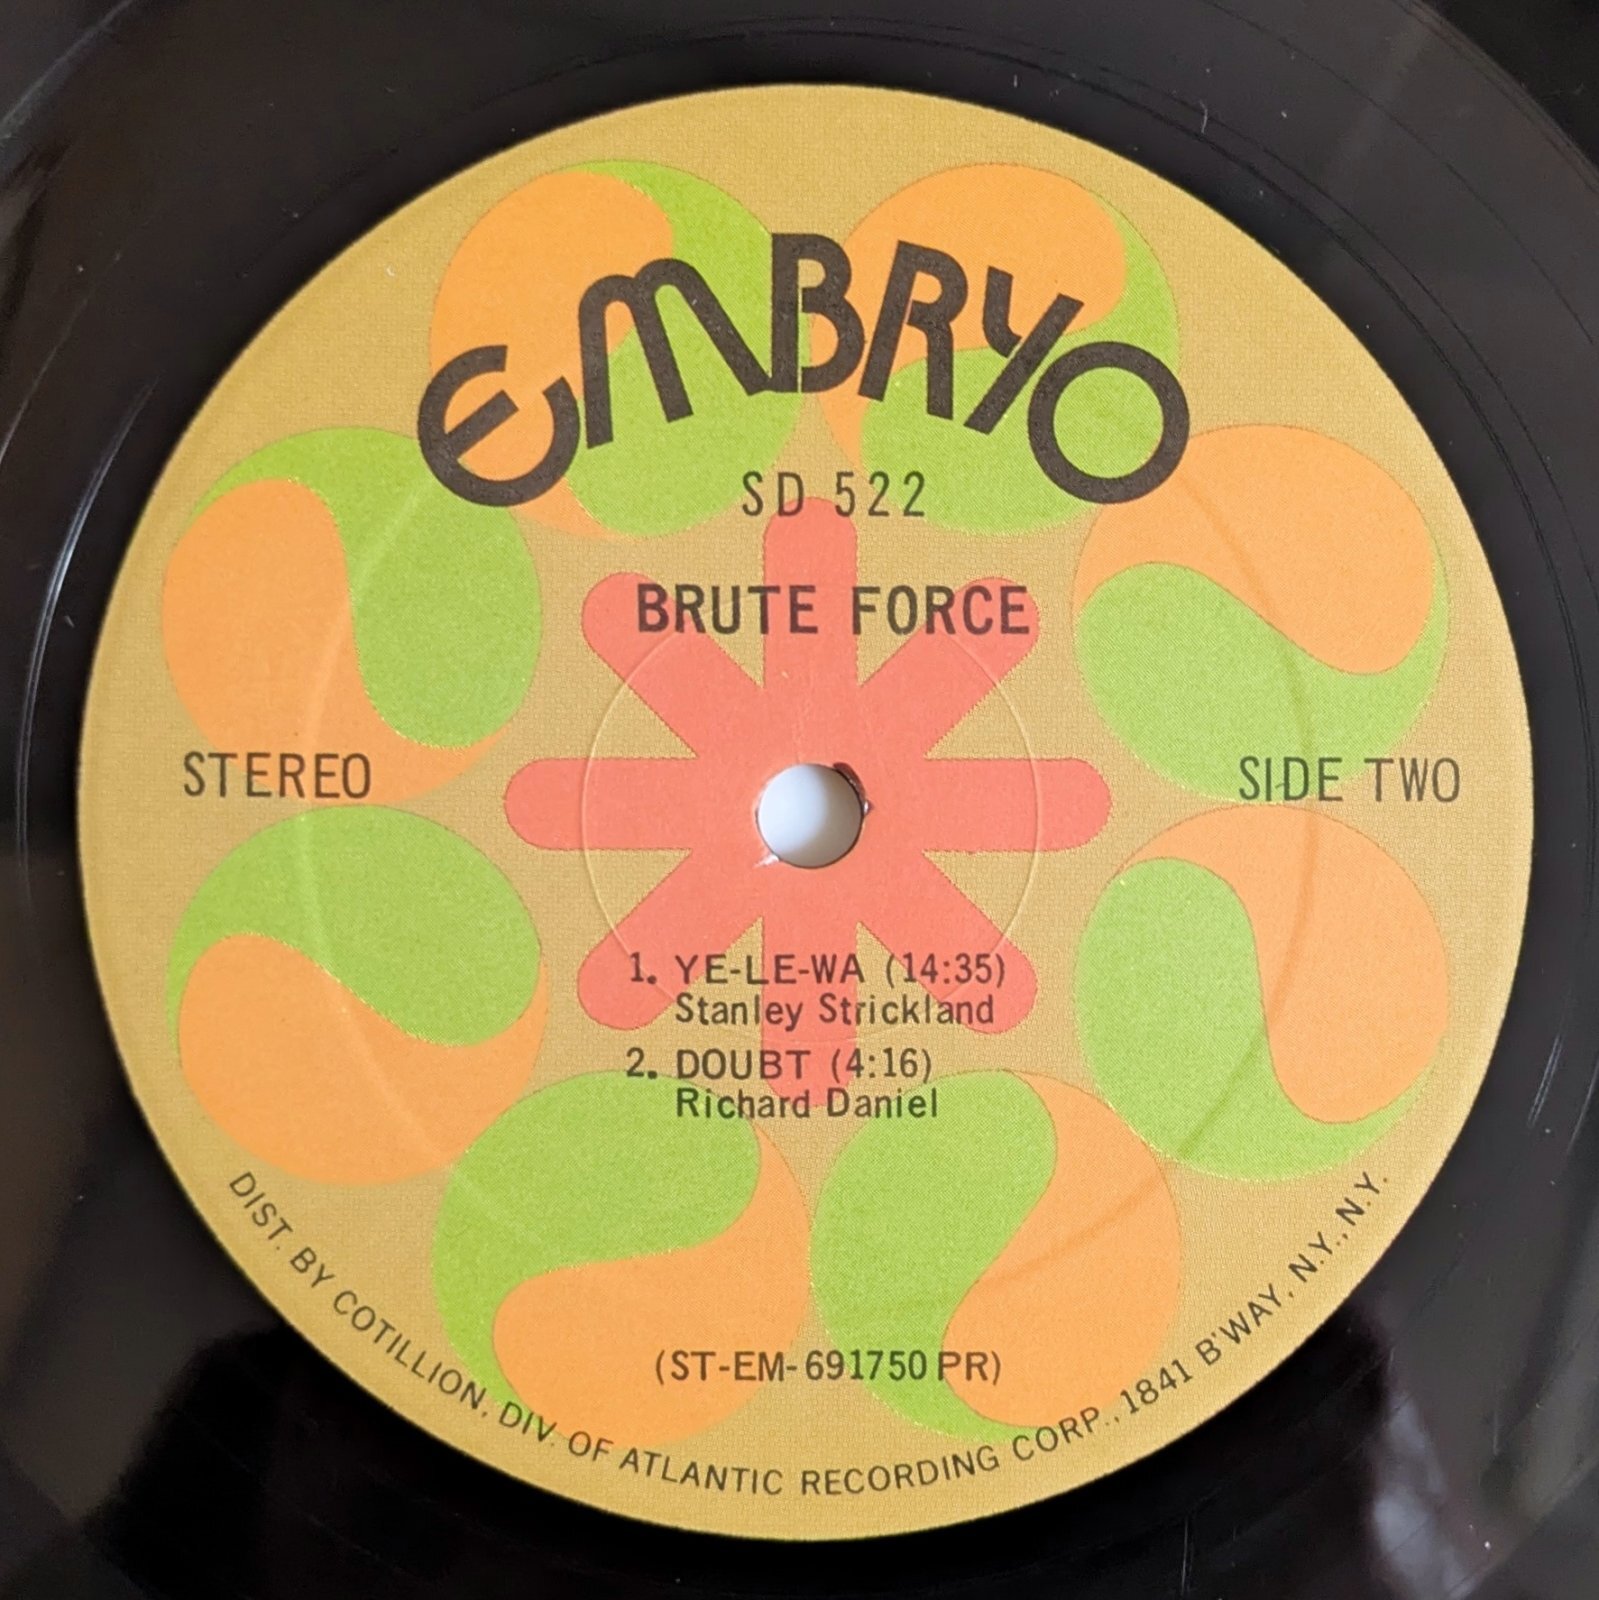 EMBRYO
SD 522
BRUTE FORCE
STEREO
SIDE TWO
1. YE-LE-WA (14:35)
Stanley Strickland
2. DOUBT (4:16)
Richard Daniel
(ST-EM-691750 PR)
DIST. BY COTILLION, DIV. OF ATLANTIC RECORDING CORP., 1841 B'WAY, N.Y., N.Y.